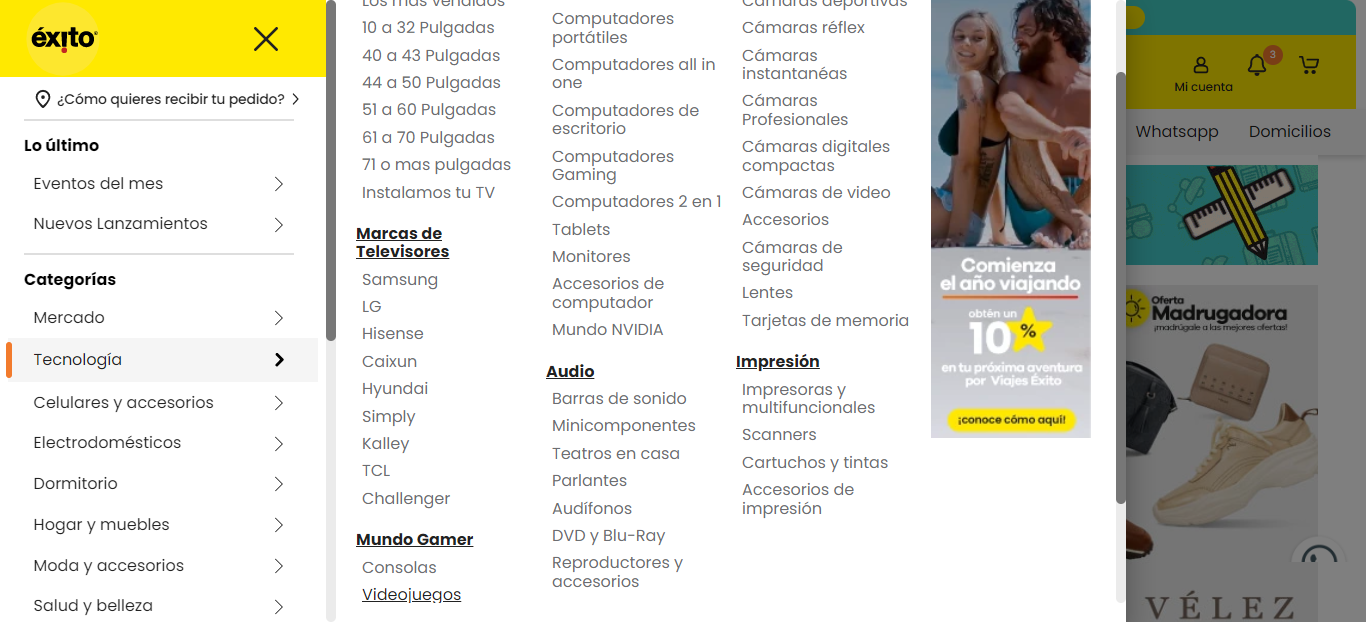 éxito
¿Cómo quieres recibir tu pedido?
Lo último
Eventos del mes
Nuevos Lanzamientos
Categorías
Mercado
Tecnología
Celulares y accesorios
Electrodomésticos
Dormitorio
Hogar y muebles
Moda y accesorios
Salud y belleza
Los más vendidos
10 a 32 Pulgadas
40 a 43 Pulgadas
44 a 50 Pulgadas
51 a 60 Pulgadas
61 a 70 Pulgadas
71 o mas pulgadas
Instalamos tu TV
Marcas de
Televisores
Samsung
LG
Hisense
Caixun
Hyundai
Simply
Kalley
TCL
Challenger
Mundo Gamer
Consolas
Videojuegos
Computadores
portátiles
Computadores all in
one
Computadores de
escritorio
Computadores
Gaming
Computadores 2 en 1
Tablets
Monitores
Accesorios de
computador
Mundo NVIDIA
Audio
Barras de sonido
Minicomponentes
Teatros en casa
Parlantes
Audífonos
DVD y Blu-Ray
Reproductores y
accesorios
Cámaras deportivas
Cámaras réflex
Cámaras
instantanéas
Cámaras
Profesionales
Cámaras digitales
compactas
Cámaras de video
Accesorios
Cámaras de
seguridad
Lentes
Tarjetas de memoria
Impresión
Impresoras y
multifuncionales
Scanners
Cartuchos y tintas
Accesorios de
impresión
Comienza
el año viajando
obtén un
10%
en tu próxima aventura
por Viajes Éxito
¡conoce cómo aquí!
3
Mi cuenta
Whatsapp
Domicilios
Oferta
Madrugadora
¡madrúgale a las mejores ofertas!
VÉLEZ